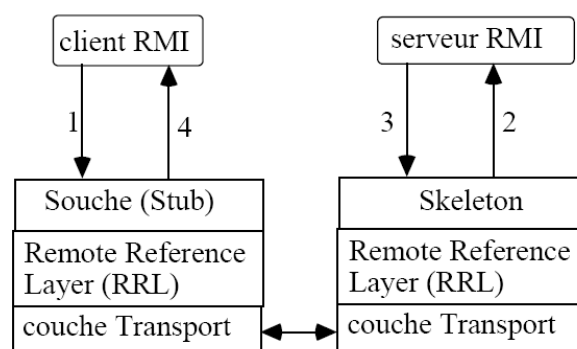 client RMI
serveur RMI
1
4
3
2
Souche (Stub)
Skeleton
Remote Reference
Layer (RRL)
Remote Reference
Layer (RRL)
couche Transport
couche Transport